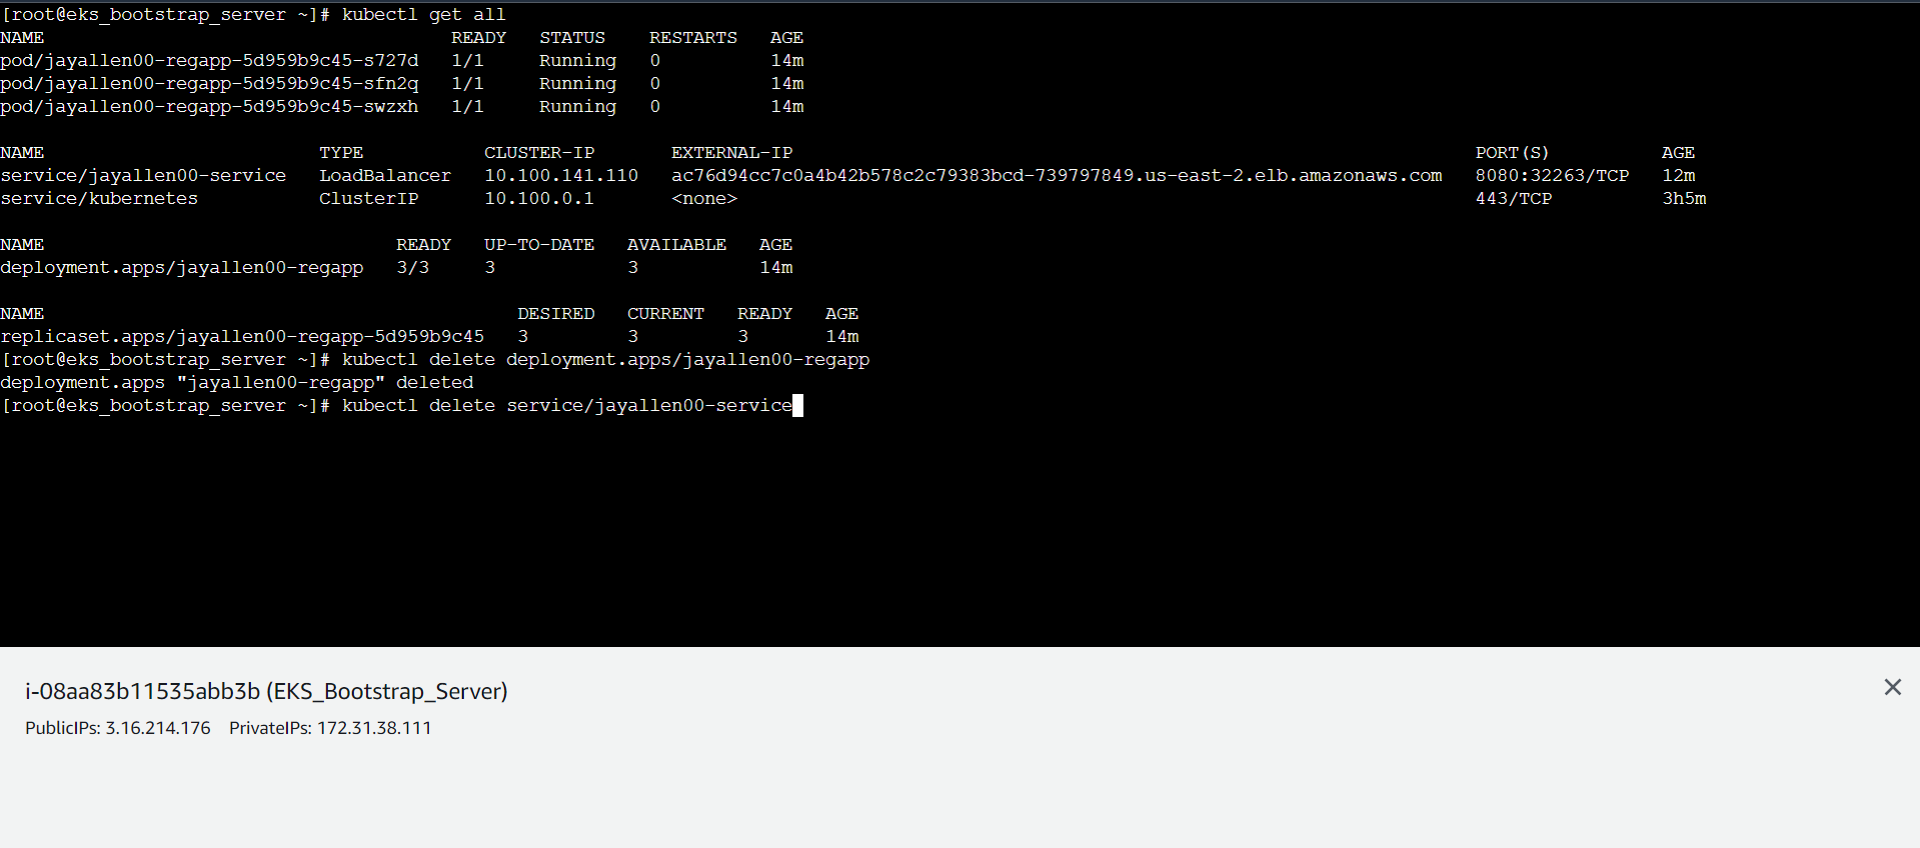 [root@eks_bootstrap_server ~]# kubectl get all
NAME READY STATUS RESTARTS AGE
pod/jayallen00-regapp-5d959b9c45-s727d 1/1 Running 0 14m
pod/jayallen00-regapp-5d959b9c45-sfn2q 1/1 Running 0 14m
pod/jayallen00-regapp-5d959b9c45-swzxh 1/1 Running 0 14m
NAME TYPE CLUSTER-IP EXTERNAL-IP PORT(S) AGE
service/jayallen00-service LoadBalancer 10.100.141.110 ac76d94cc7c0a4b42b578c2c79383bcd-739797849.us-east-2.elb.amazonaws.com 8080:32263/TCP 12m
service/kubernetes ClusterIP 10.100.0.1 <none> 443/TCP 3h5m
NAME READY UP-TO-DATE AVAILABLE AGE
deployment.apps/jayallen00-regapp 3/3 3 3 14m
NAME DESIRED CURRENT READY AGE
replicaset.apps/jayallen00-regapp-5d959b9c45 3 3 3 14m
[root@eks_bootstrap_server ~]# kubectl delete deployment.apps/jayallen00-regapp
deployment.apps "jayallen00-regapp" deleted
[root@eks_bootstrap_server ~]# kubectl delete service/jayallen00-service
i-08aa83b11535abb3b (EKS_Bootstrap_Server)
PublicIPs: 3.16.214.176 PrivateIPs: 172.31.38.111